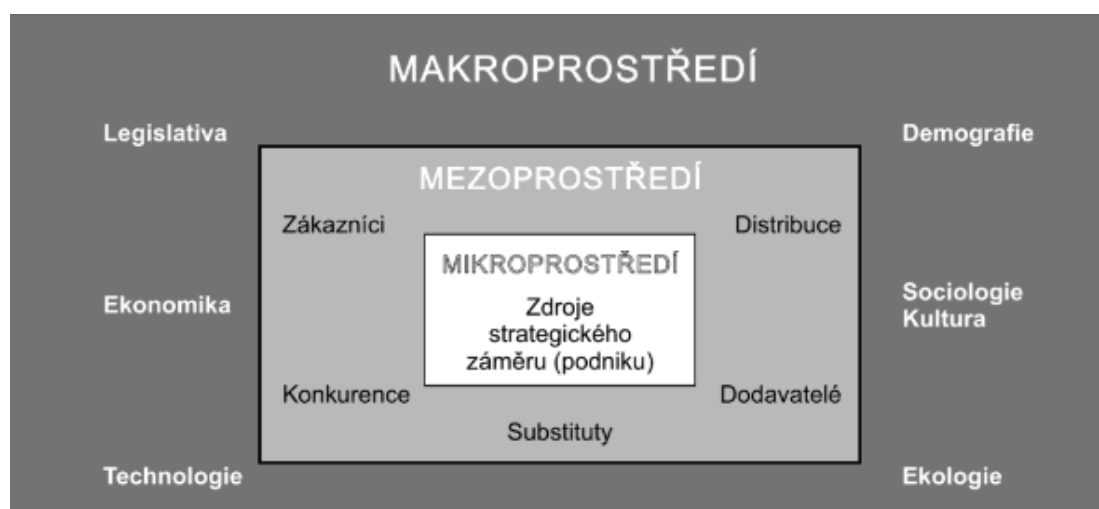 MAKROPROSTŘEDÍ
Legislativa
Demografie
MEZOPROSTŘEDÍ
Zákazníci
Distribuce
MIKROPROSTŘEDÍ
Zdroje
strategického
záměru (podniku)
Ekonomika
Sociologie
Kultura
Konkurence
Dodavatelé
Substituty
Technologie
Ekologie